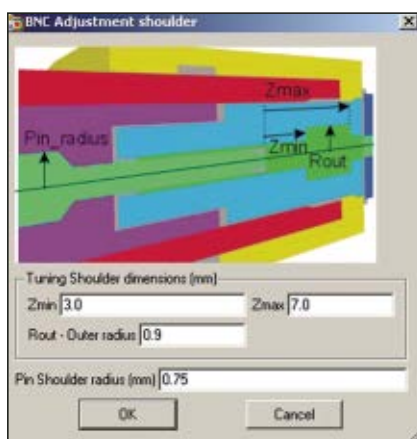 BNC Adjustment shoulder
Zmax
Pin_radius
Zmin
Rout
Tuning Shoulder dimensions (mm)
Zmin 3.0 Zmax 7.0
Rout - Outer radius 0.9
Pin Shoulder radius (mm) 0.75
OK Cancel